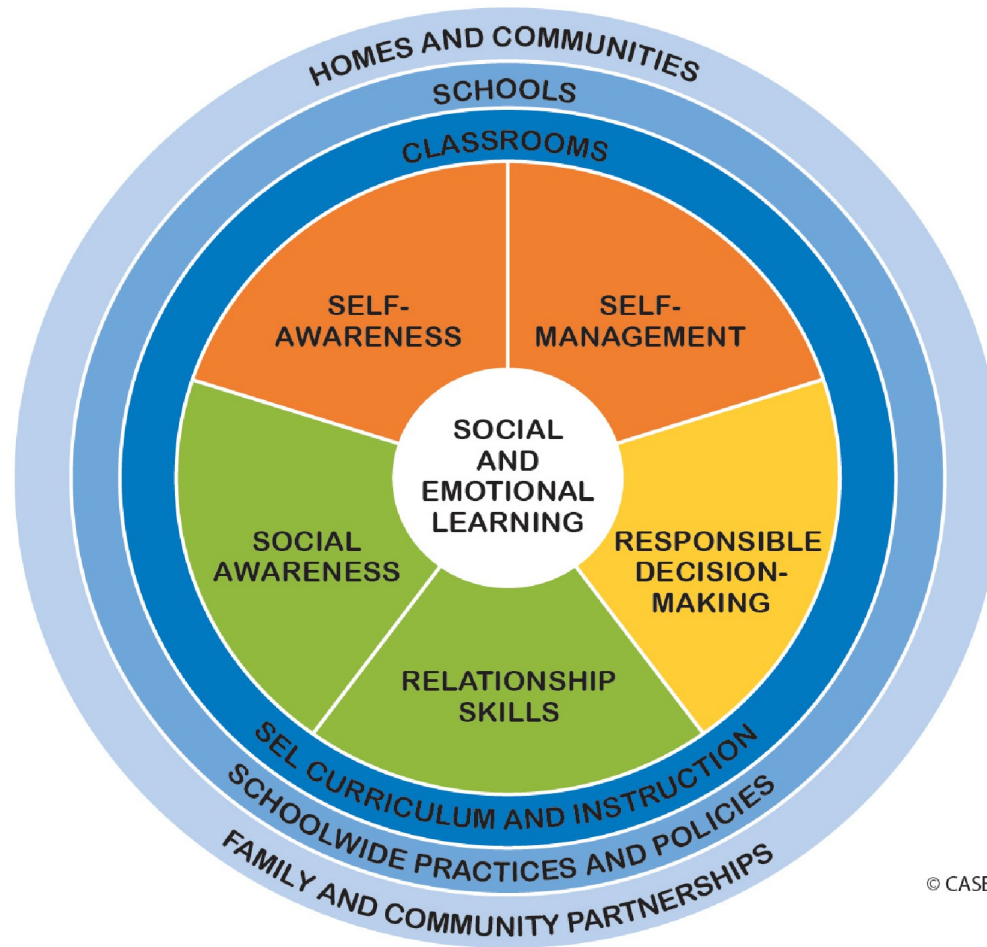 HOMES AND COMMUNITIES
SCHOOLS
CLASSROOMS
SELF-
AWARENESS
SELF-
MANAGEMENT
SOCIAL
AND
EMOTIONAL
LEARNING
SOCIAL
AWARENESS
RESPONSIBLE
DECISION-
MAKING
RELATIONSHIP
SKILLS
SEL CURRICULUM AND INSTRUCTION
SCHOOLWIDE PRACTICES AND POLICIES
FAMILY AND COMMUNITY PARTNERSHIPS
© CASE